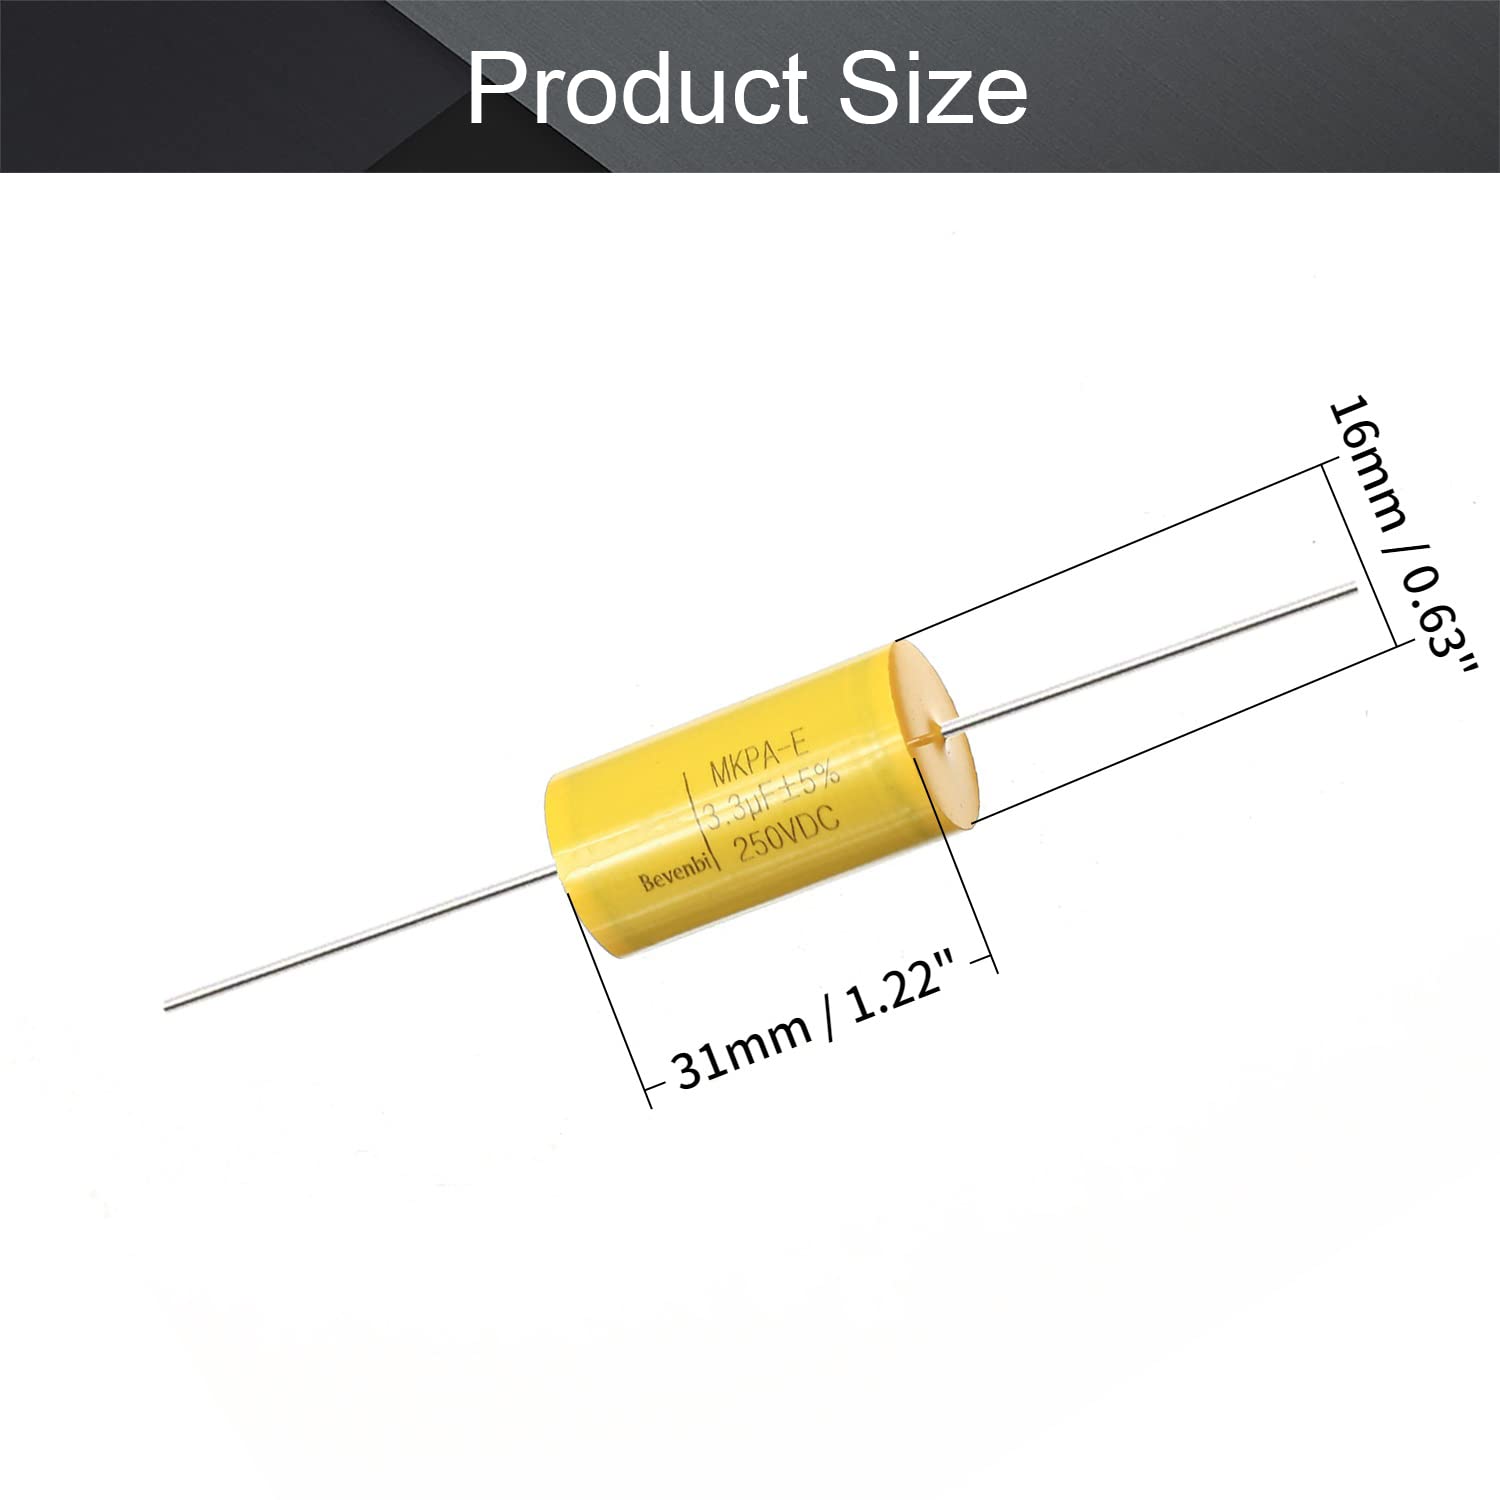 Product Size
16mm / 0.63"
MKPA-E
3.3µF±5%
250VDC
Bevenbi
31mm / 1.22"